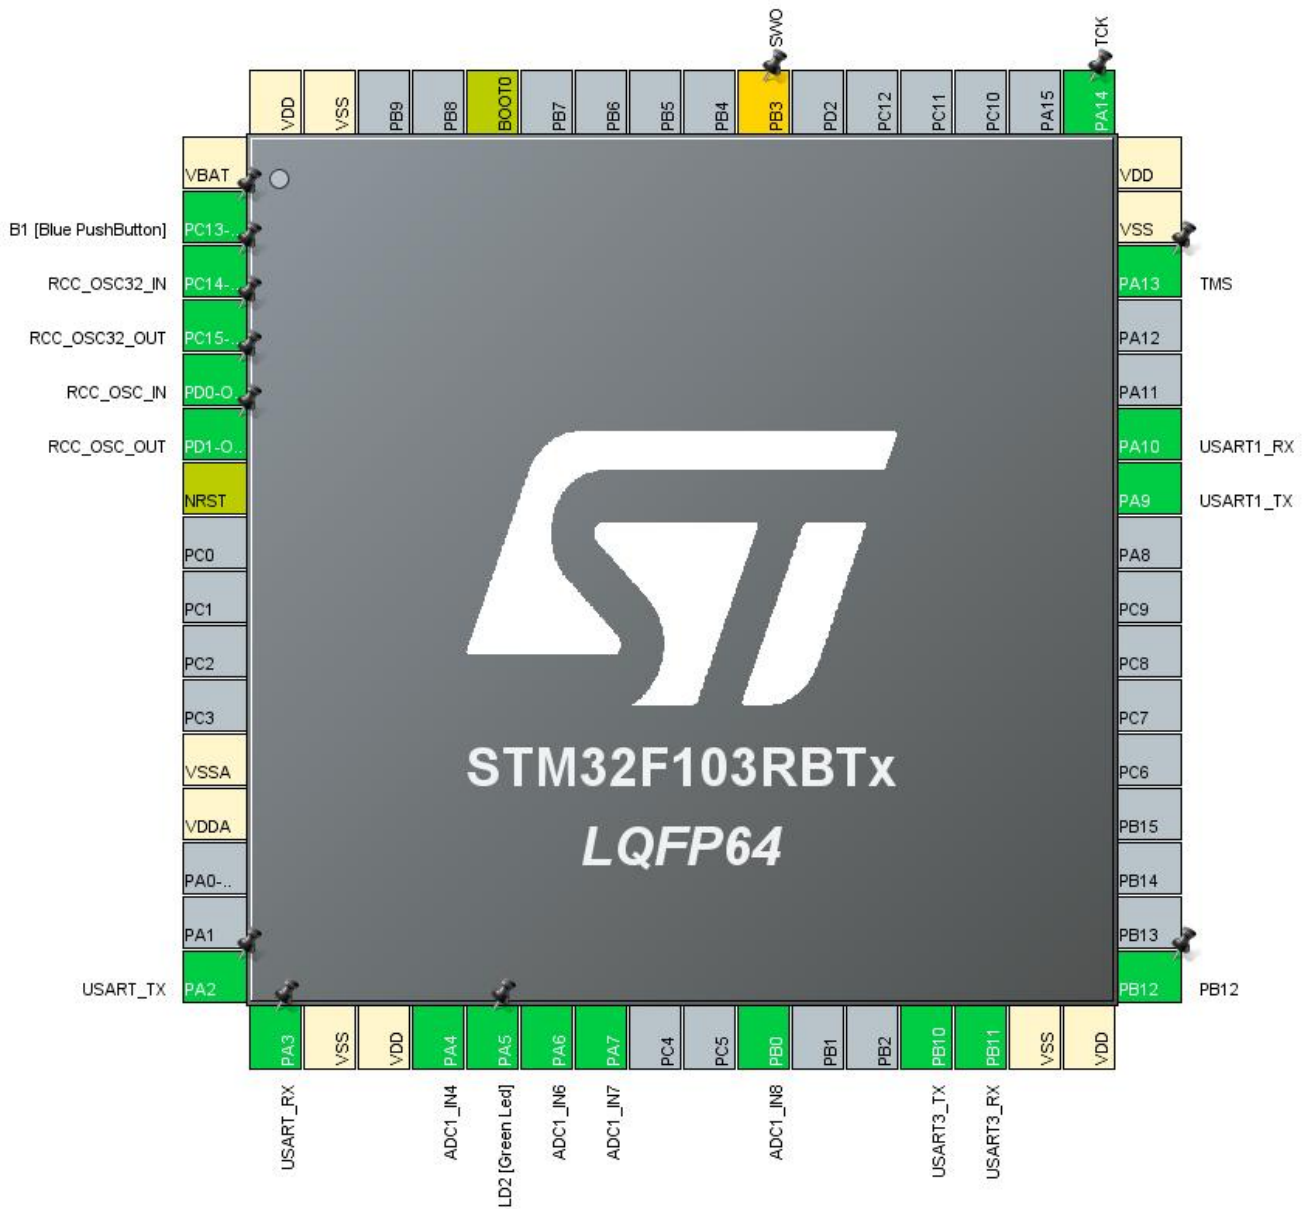 SWO
TCK
VDD
VSS
PB9
PB8
BOOT0
PB7
PB6
PB5
PB4
PB3
PD2
PC12
PC11
PC10
PA15
PA14
VBAT
B1 [Blue PushButton] PC13-..
RCC_OSC32_IN PC14-..
RCC_OSC32_OUT PC15-..
RCC_OSC_IN PD0-O..
RCC_OSC_OUT PD1-O..
NRST
PC0
PC1
PC2
PC3
VSSA
VDDA
PA0-..
PA1
USART_TX PA2
VDD
VSS
PA13 TMS
PA12
PA11
PA10 USART1_RX
PA9 USART1_TX
PA8
PC9
PC8
PC7
PC6
PB15
PB14
PB13
PB12 PB12
ST
STM32F103RBTx
LQFP64
PA3
VSS
VDD
PA4
PA5
PA6
PA7
PC4
PC5
PB0
PB1
PB2
PB10
PB11
VSS
VDD
USART_RX
ADC1_IN4
LD2 [Green Led]
ADC1_IN6
ADC1_IN7
ADC1_IN8
USART3_TX
USART3_RX